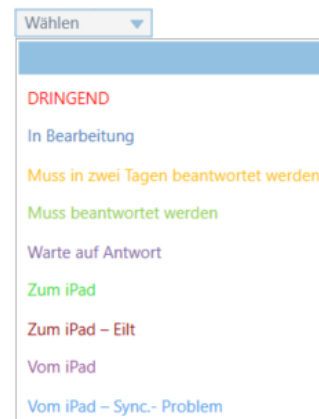 Wählen
DRINGEND
In Bearbeitung
Muss in zwei Tagen beantwortet werden
Muss beantwortet werden
Warte auf Antwort
Zum iPad
Zum iPad – Eilt
Vom iPad
Vom iPad – Sync.- Problem